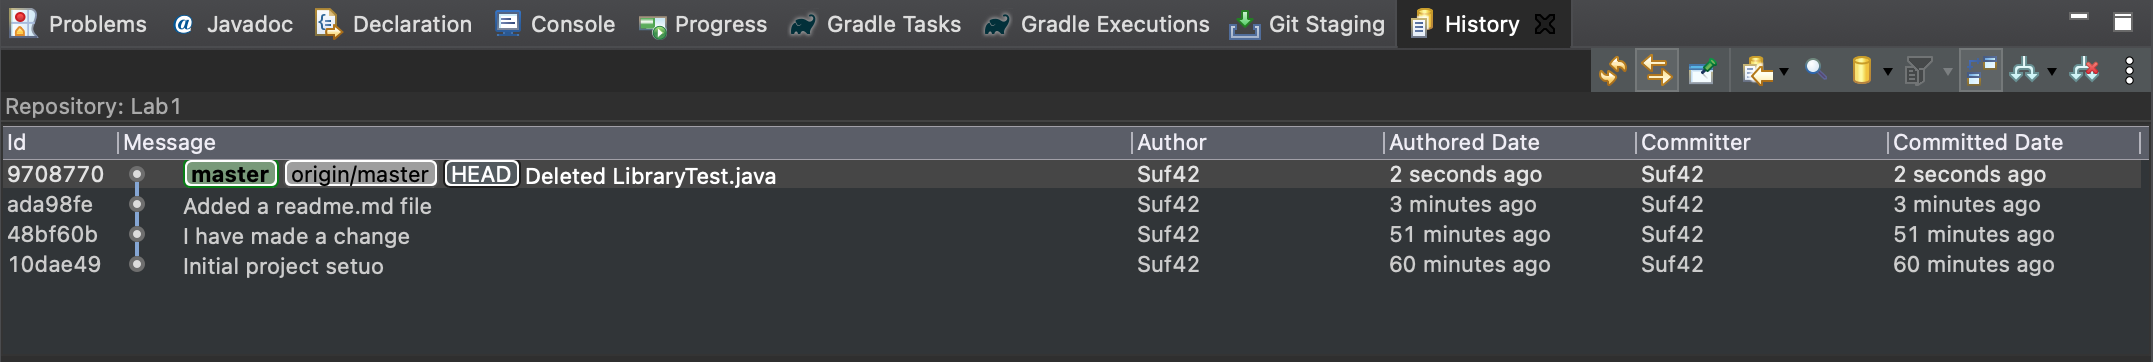 Problems @ Javadoc Declaration Console Progress Gradle Tasks Gradle Executions Git Staging History
Repository: Lab1
Id Message Author Authored Date Committer Committed Date
9708770 master origin/master HEAD Deleted LibraryTest.java Suf42 2 seconds ago Suf42 2 seconds ago
ada98fe Added a readme.md file Suf42 3 minutes ago Suf42 3 minutes ago
48bf60b I have made a change Suf42 51 minutes ago Suf42 51 minutes ago
10dae49 Initial project setuo Suf42 60 minutes ago Suf42 60 minutes ago